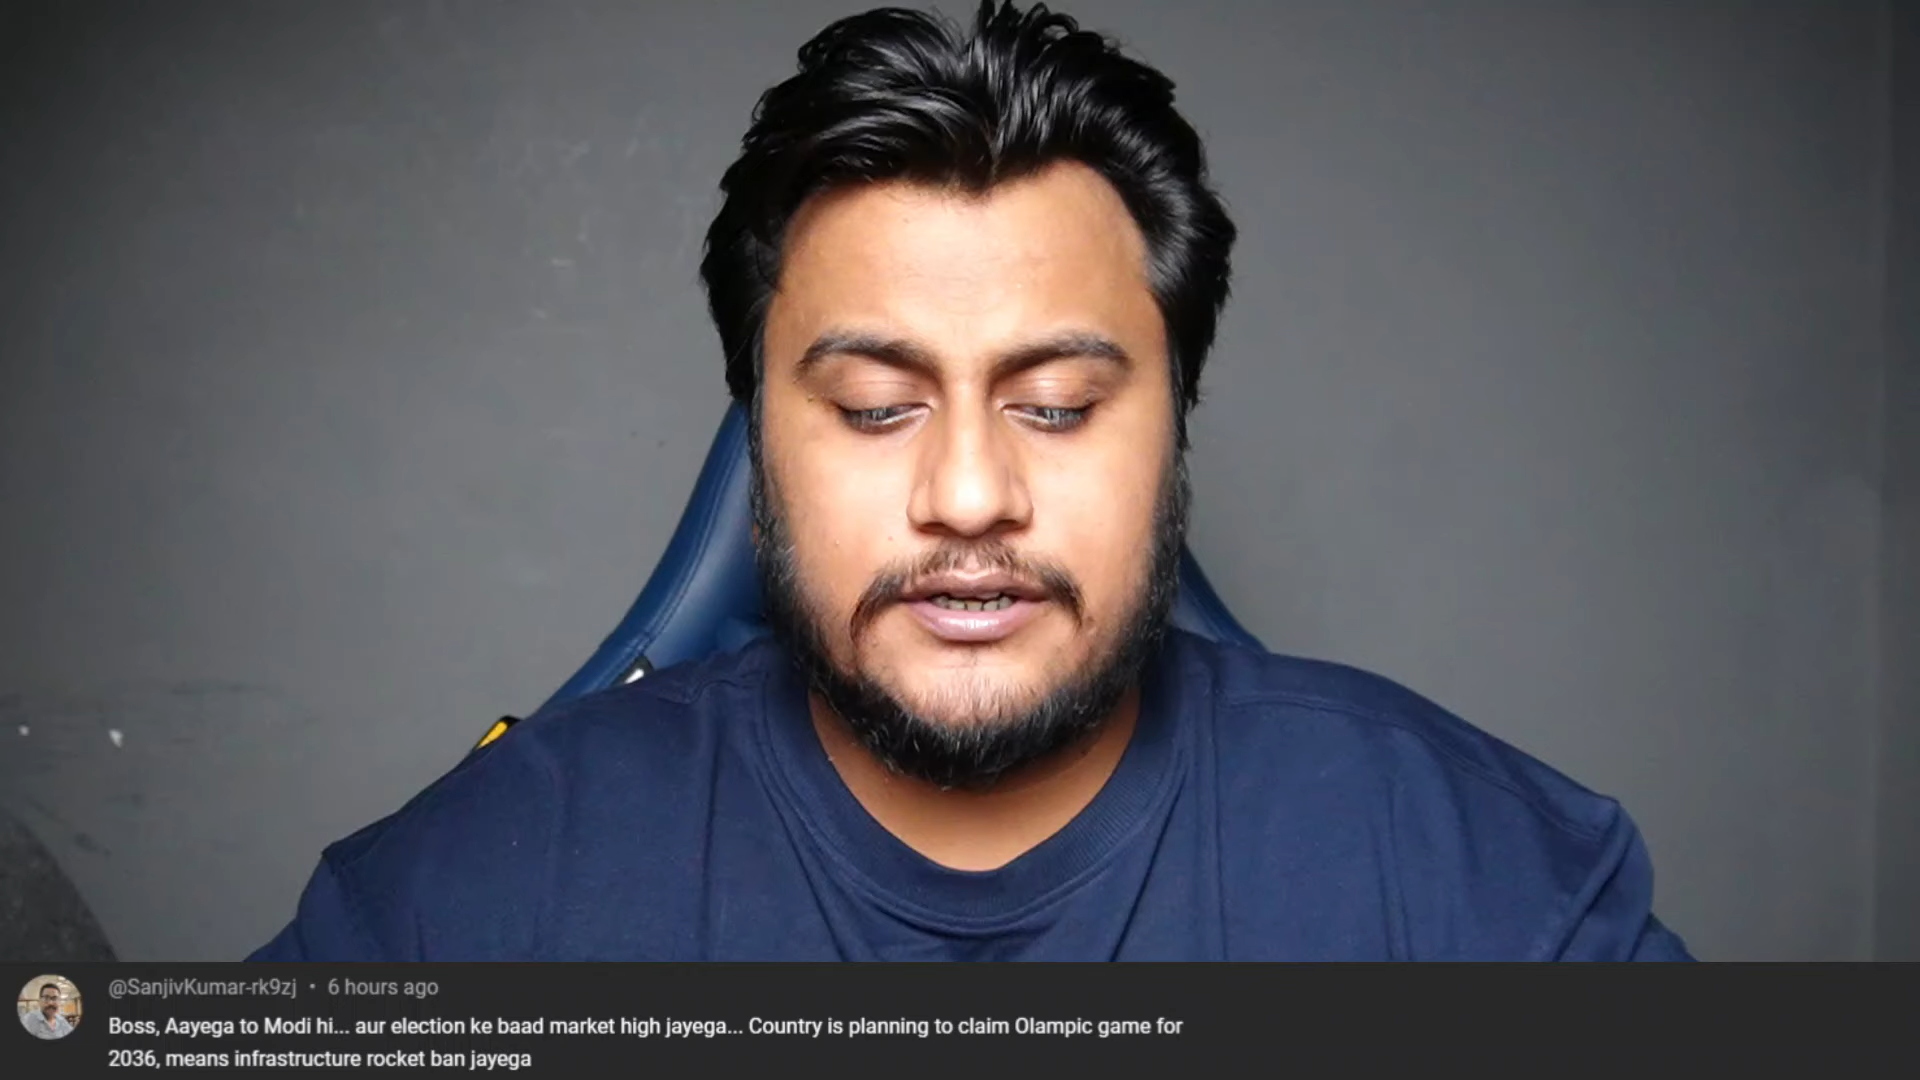 @SanjivKumar-rk9zj • 6 hours ago
Boss, Aayega to Modi hi... aur election ke baad market high jayega... Country is planning to claim Olampic game for
2036, means infrastructure rocket ban jayega